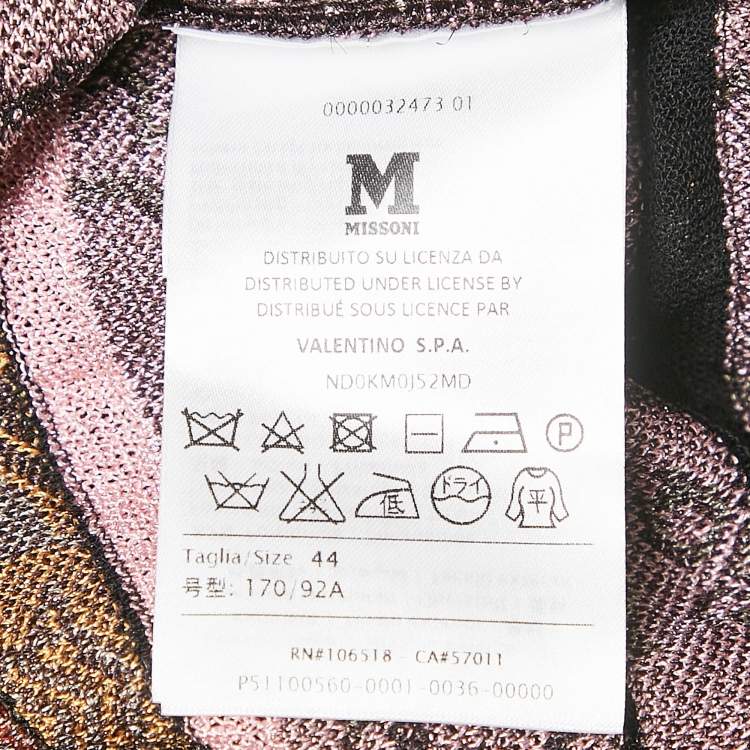 0000032473 01
M
MISSONI
DISTRIBUITO SU LICENZA DA
DISTRIBUTED UNDER LICENSE BY
DISTRIBUÉ SOUS LICENCE PAR
VALENTINO S.P.A.
ND0KM0J52MD
P
低 ドライ 平
Taglia/Size 44
号型: 170/92A
RN#106518 - CA#57011
P51100560-0001-0036-00000